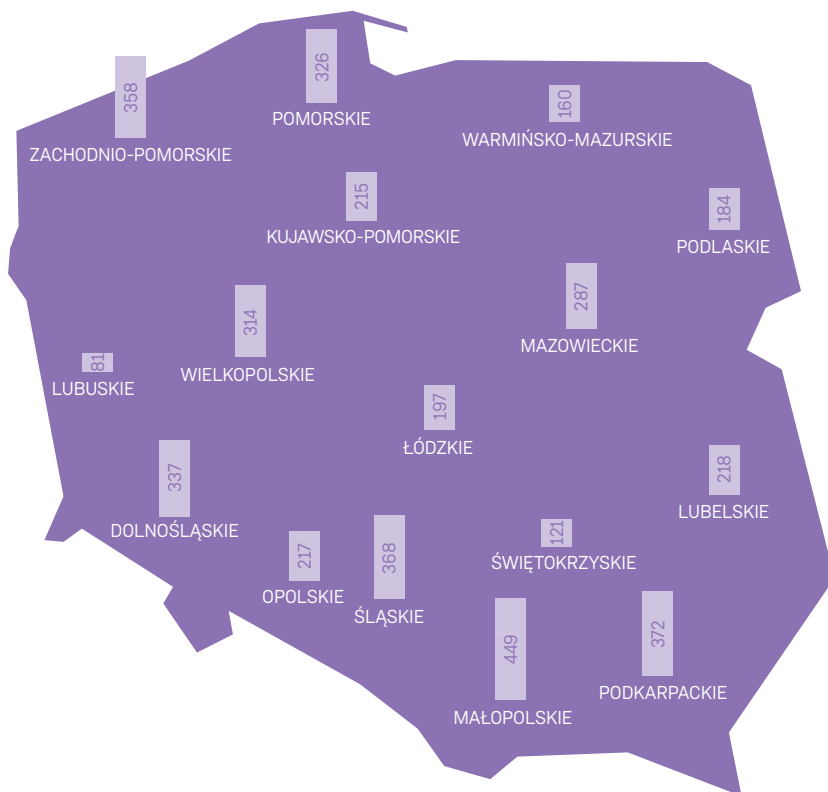 326
POMORSKIE
358
ZACHODNIO-POMORSKIE
160
WARMIŃSKO-MAZURSKIE
215
KUJAWSKO-POMORSKIE
184
PODLASKIE
287
MAZOWIECKIE
314
WIELKOPOLSKIE
81
LUBUSKIE
197
ŁÓDZKIE
337
DOLNOŚLĄSKIE
218
LUBELSKIE
217
OPOLSKIE
368
ŚLĄSKIE
121
ŚWIĘTOKRZYSKIE
449
MAŁOPOLSKIE
372
PODKARPACKIE